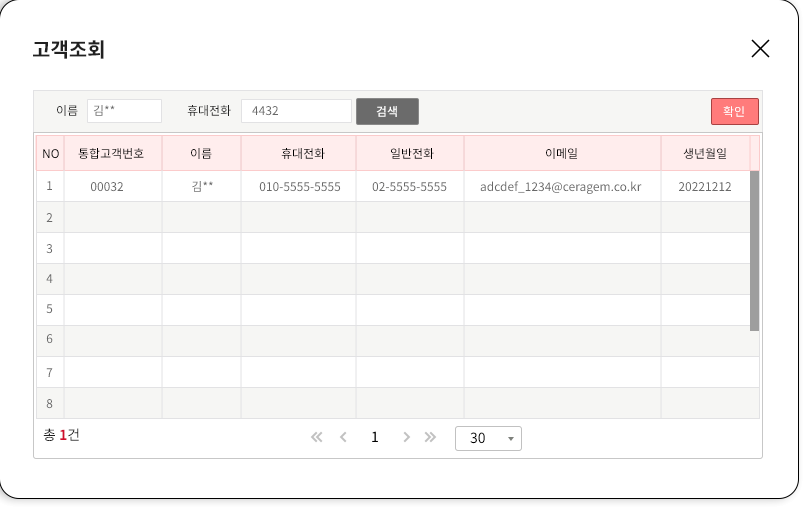 고객조회
이름 김** 휴대전화 4432 검색 확인
NO 통합고객번호 이름 휴대전화 일반전화 이메일 생년월일
1 00032 김** 010-5555-5555 02-5555-5555 adcdef_1234@ceragem.co.kr 20221212
2
3
4
5
6
7
8
총 1건 1 30